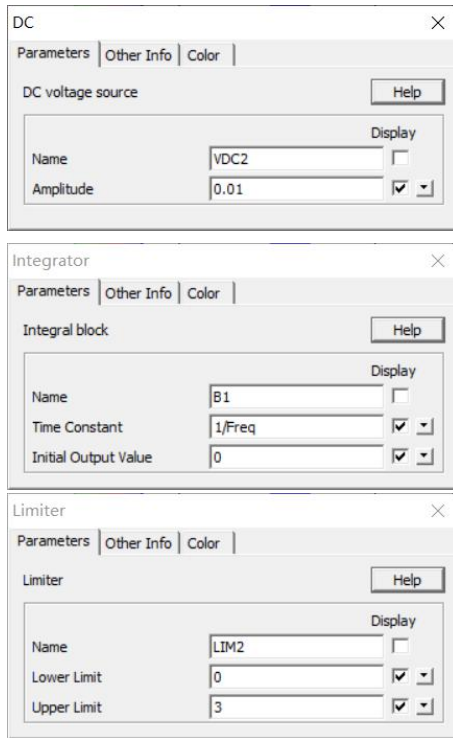 DC
Parameters Other Info Color
DC voltage source Help
Display
Name VDC2
Amplitude 0.01
Integrator
Parameters Other Info Color
Integral block Help
Display
Name B1
Time Constant 1/Freq
Initial Output Value 0
Limiter
Parameters Other Info Color
Limiter Help
Display
Name LIM2
Lower Limit 0
Upper Limit 3